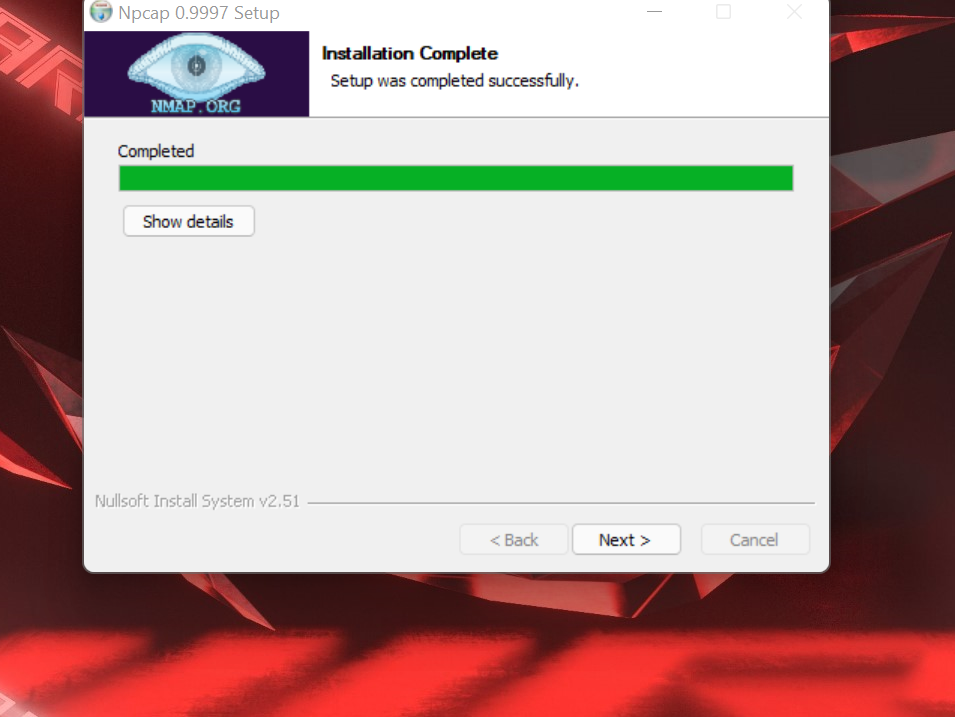 Npcap 0.9997 Setup
NMAP.ORG
Installation Complete
Setup was completed successfully.
Completed
Show details
Nullsoft Install System v2.51
< Back
Next >
Cancel